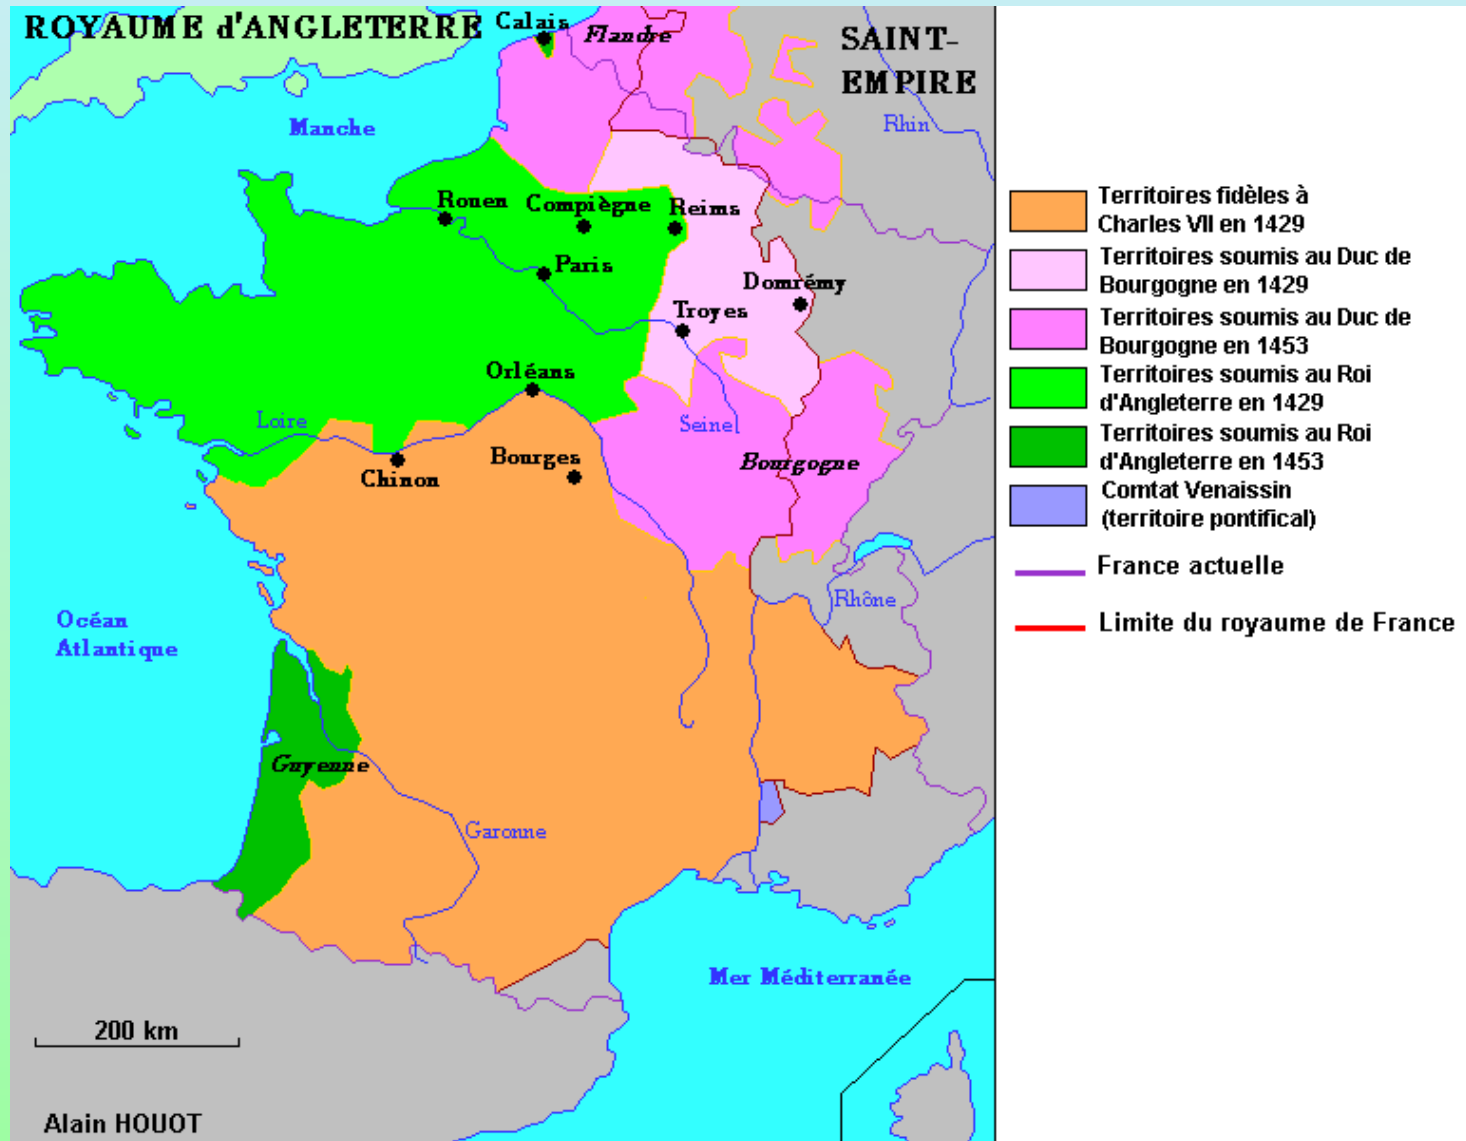 ROYAUME d'ANGLETERRE
Calais
Flandre
SAINT-
EMPIRE
Manche
Rhin
Rouen
Compiègne
Reims
Paris
Domrémy
Troyes
Orléans
Loire
Seine
Bourges
Bourgogne
Chinon
Rhône
Océan
Atlantique
Guyenne
Garonne
Mer Méditerranée
200 km
Alain HOUOT
Territoires fidèles à
Charles VII en 1429
Territoires soumis au Duc de
Bourgogne en 1429
Territoires soumis au Duc de
Bourgogne en 1453
Territoires soumis au Roi
d'Angleterre en 1429
Territoires soumis au Roi
d'Angleterre en 1453
Comtat Venaissin
(territoire pontifical)
France actuelle
Limite du royaume de France